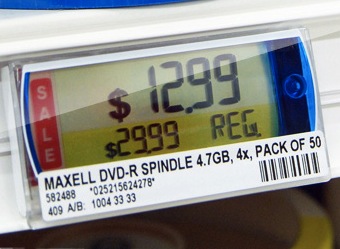 SALE
$12.99
$29.99 REG.
MAXELL DVD-R SPINDLE 4.7GB, 4x, PACK OF 50
582488 *025215624278*
409 A/B: 1004 33 33